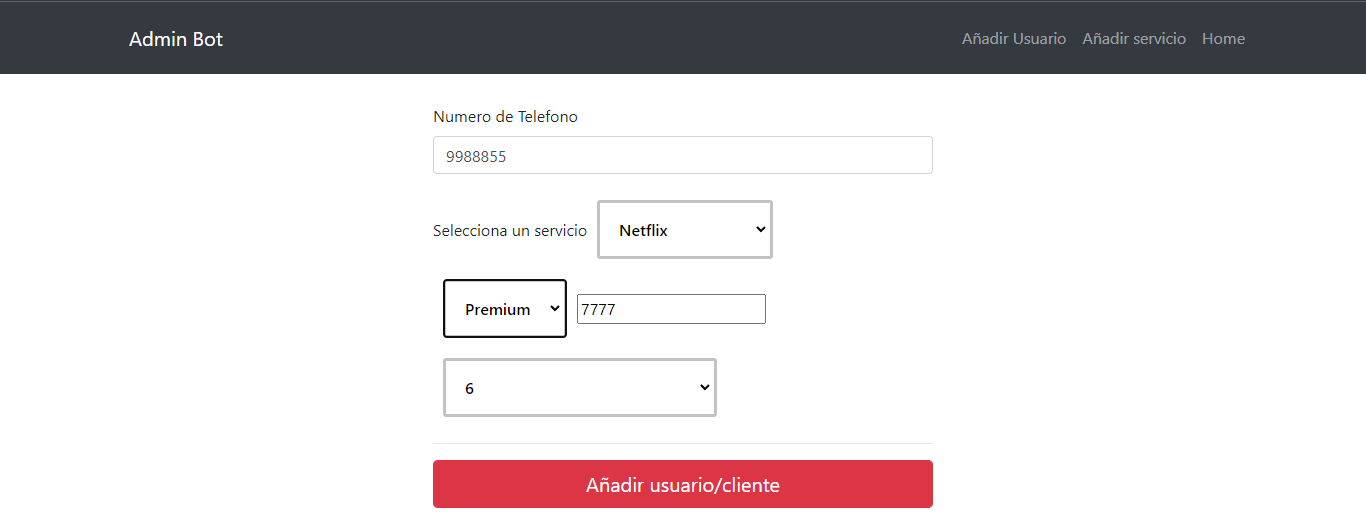 Admin Bot Añadir Usuario Añadir servicio Home
Numero de Telefono
9988855
Selecciona un servicio Netflix
Premium 7777
6
Añadir usuario/cliente